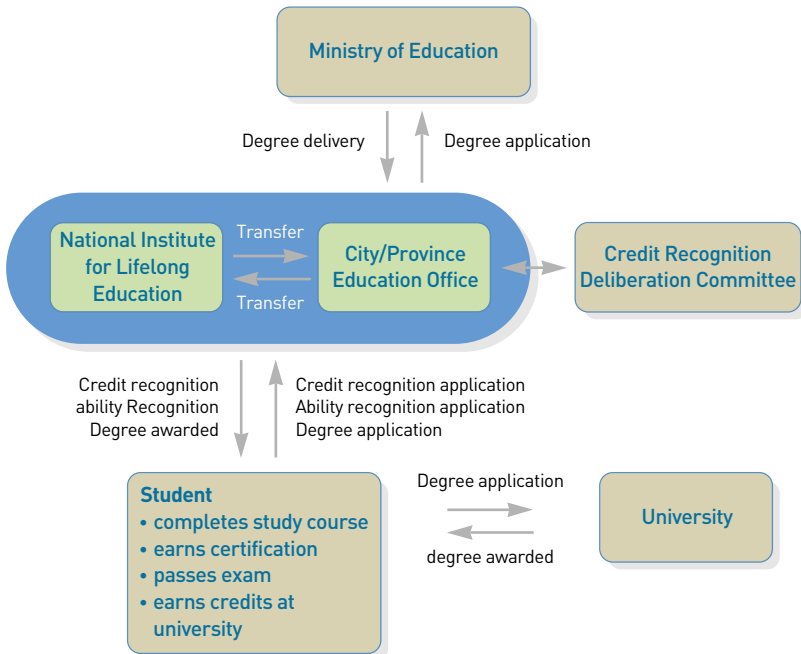 Ministry of Education
Degree delivery
Degree application
National Institute
for Lifelong
Education
Transfer
Transfer
City/Province
Education Office
Credit Recognition
Deliberation Committee
Credit recognition
ability Recognition
Degree awarded
Credit recognition application
Ability recognition application
Degree application
Student
• completes study course
• earns certification
• passes exam
• earns credits at
university
Degree application
degree awarded
University